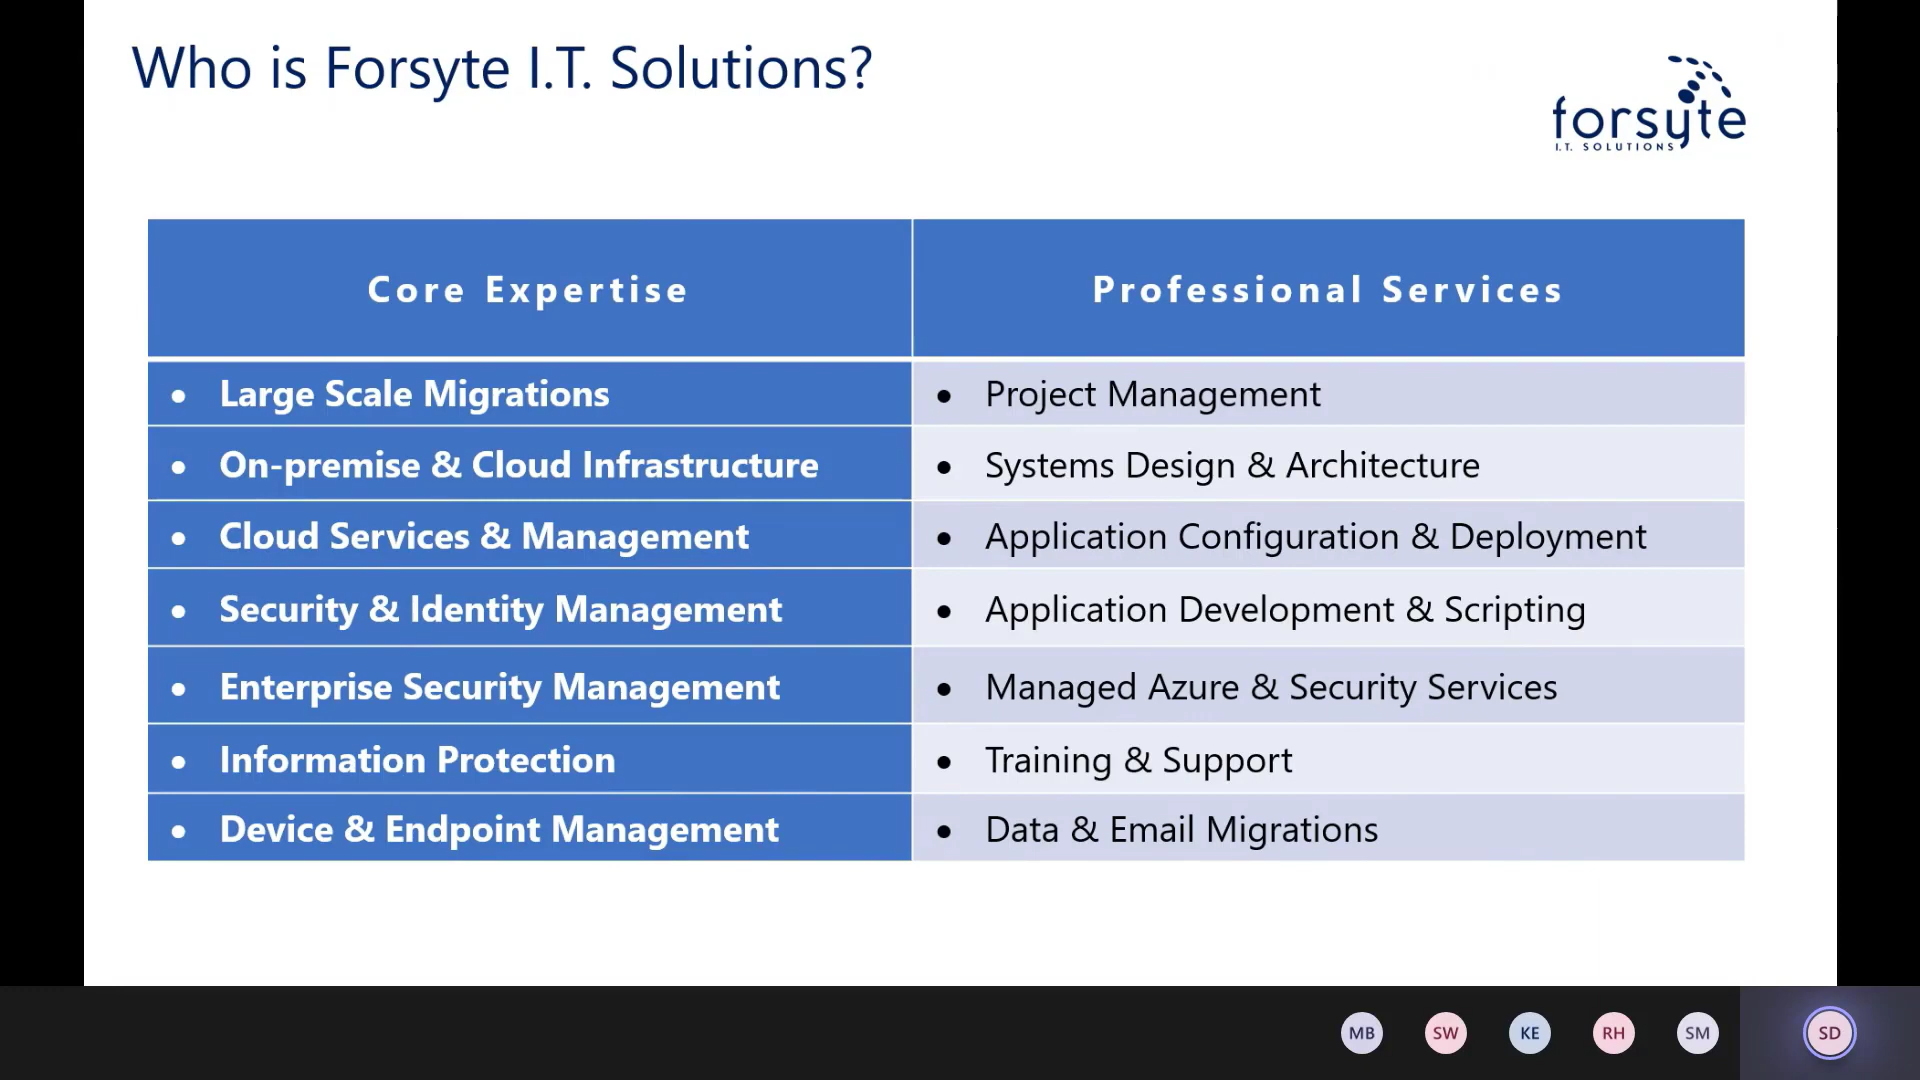 Who is Forsyte I.T. Solutions?
forsyte
I.T. SOLUTIONS
Core Expertise
Professional Services
• Large Scale Migrations
• Project Management
• On-premise & Cloud Infrastructure
• Systems Design & Architecture
• Cloud Services & Management
• Application Configuration & Deployment
• Security & Identity Management
• Application Development & Scripting
• Enterprise Security Management
• Managed Azure & Security Services
• Information Protection
• Training & Support
• Device & Endpoint Management
• Data & Email Migrations
MB
SW
KE
RH
SM
SD